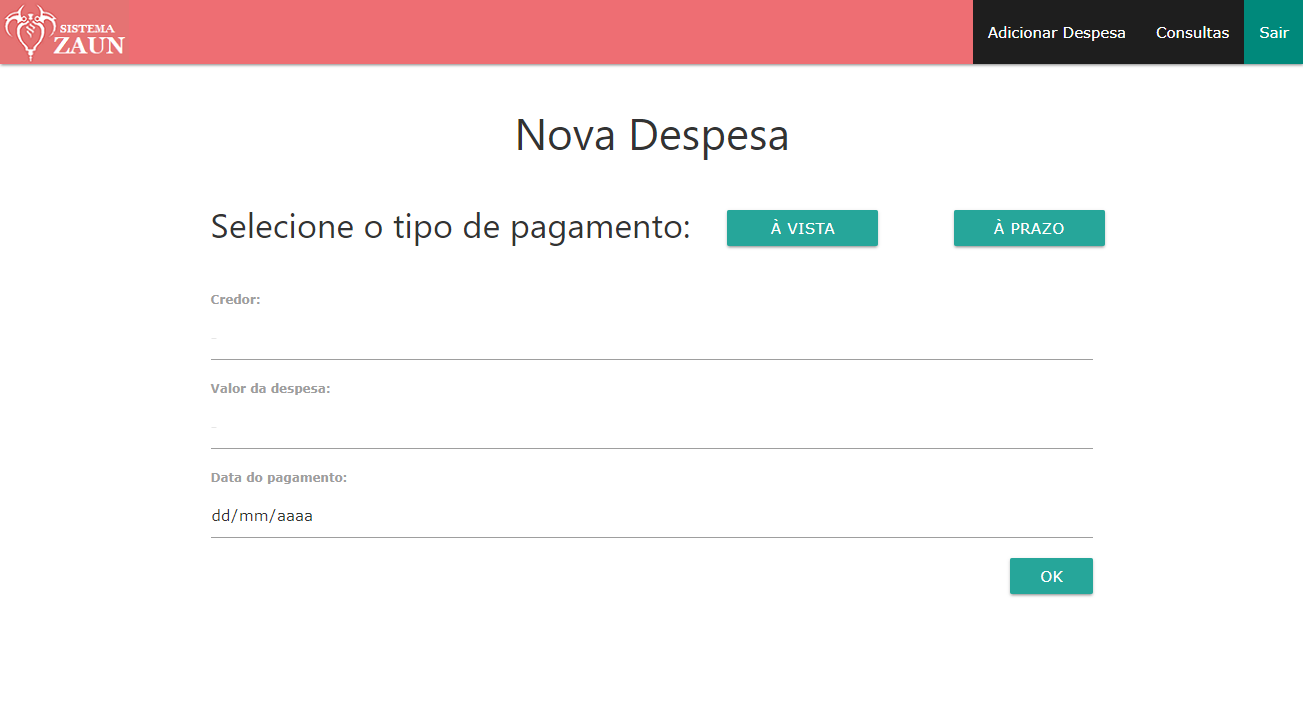 SISTEMA
ZAUN
Adicionar Despesa Consultas Sair
Nova Despesa
Selecione o tipo de pagamento: À VISTA À PRAZO
Credor:
Valor da despesa:
Data do pagamento:
dd/mm/aaaa
OK